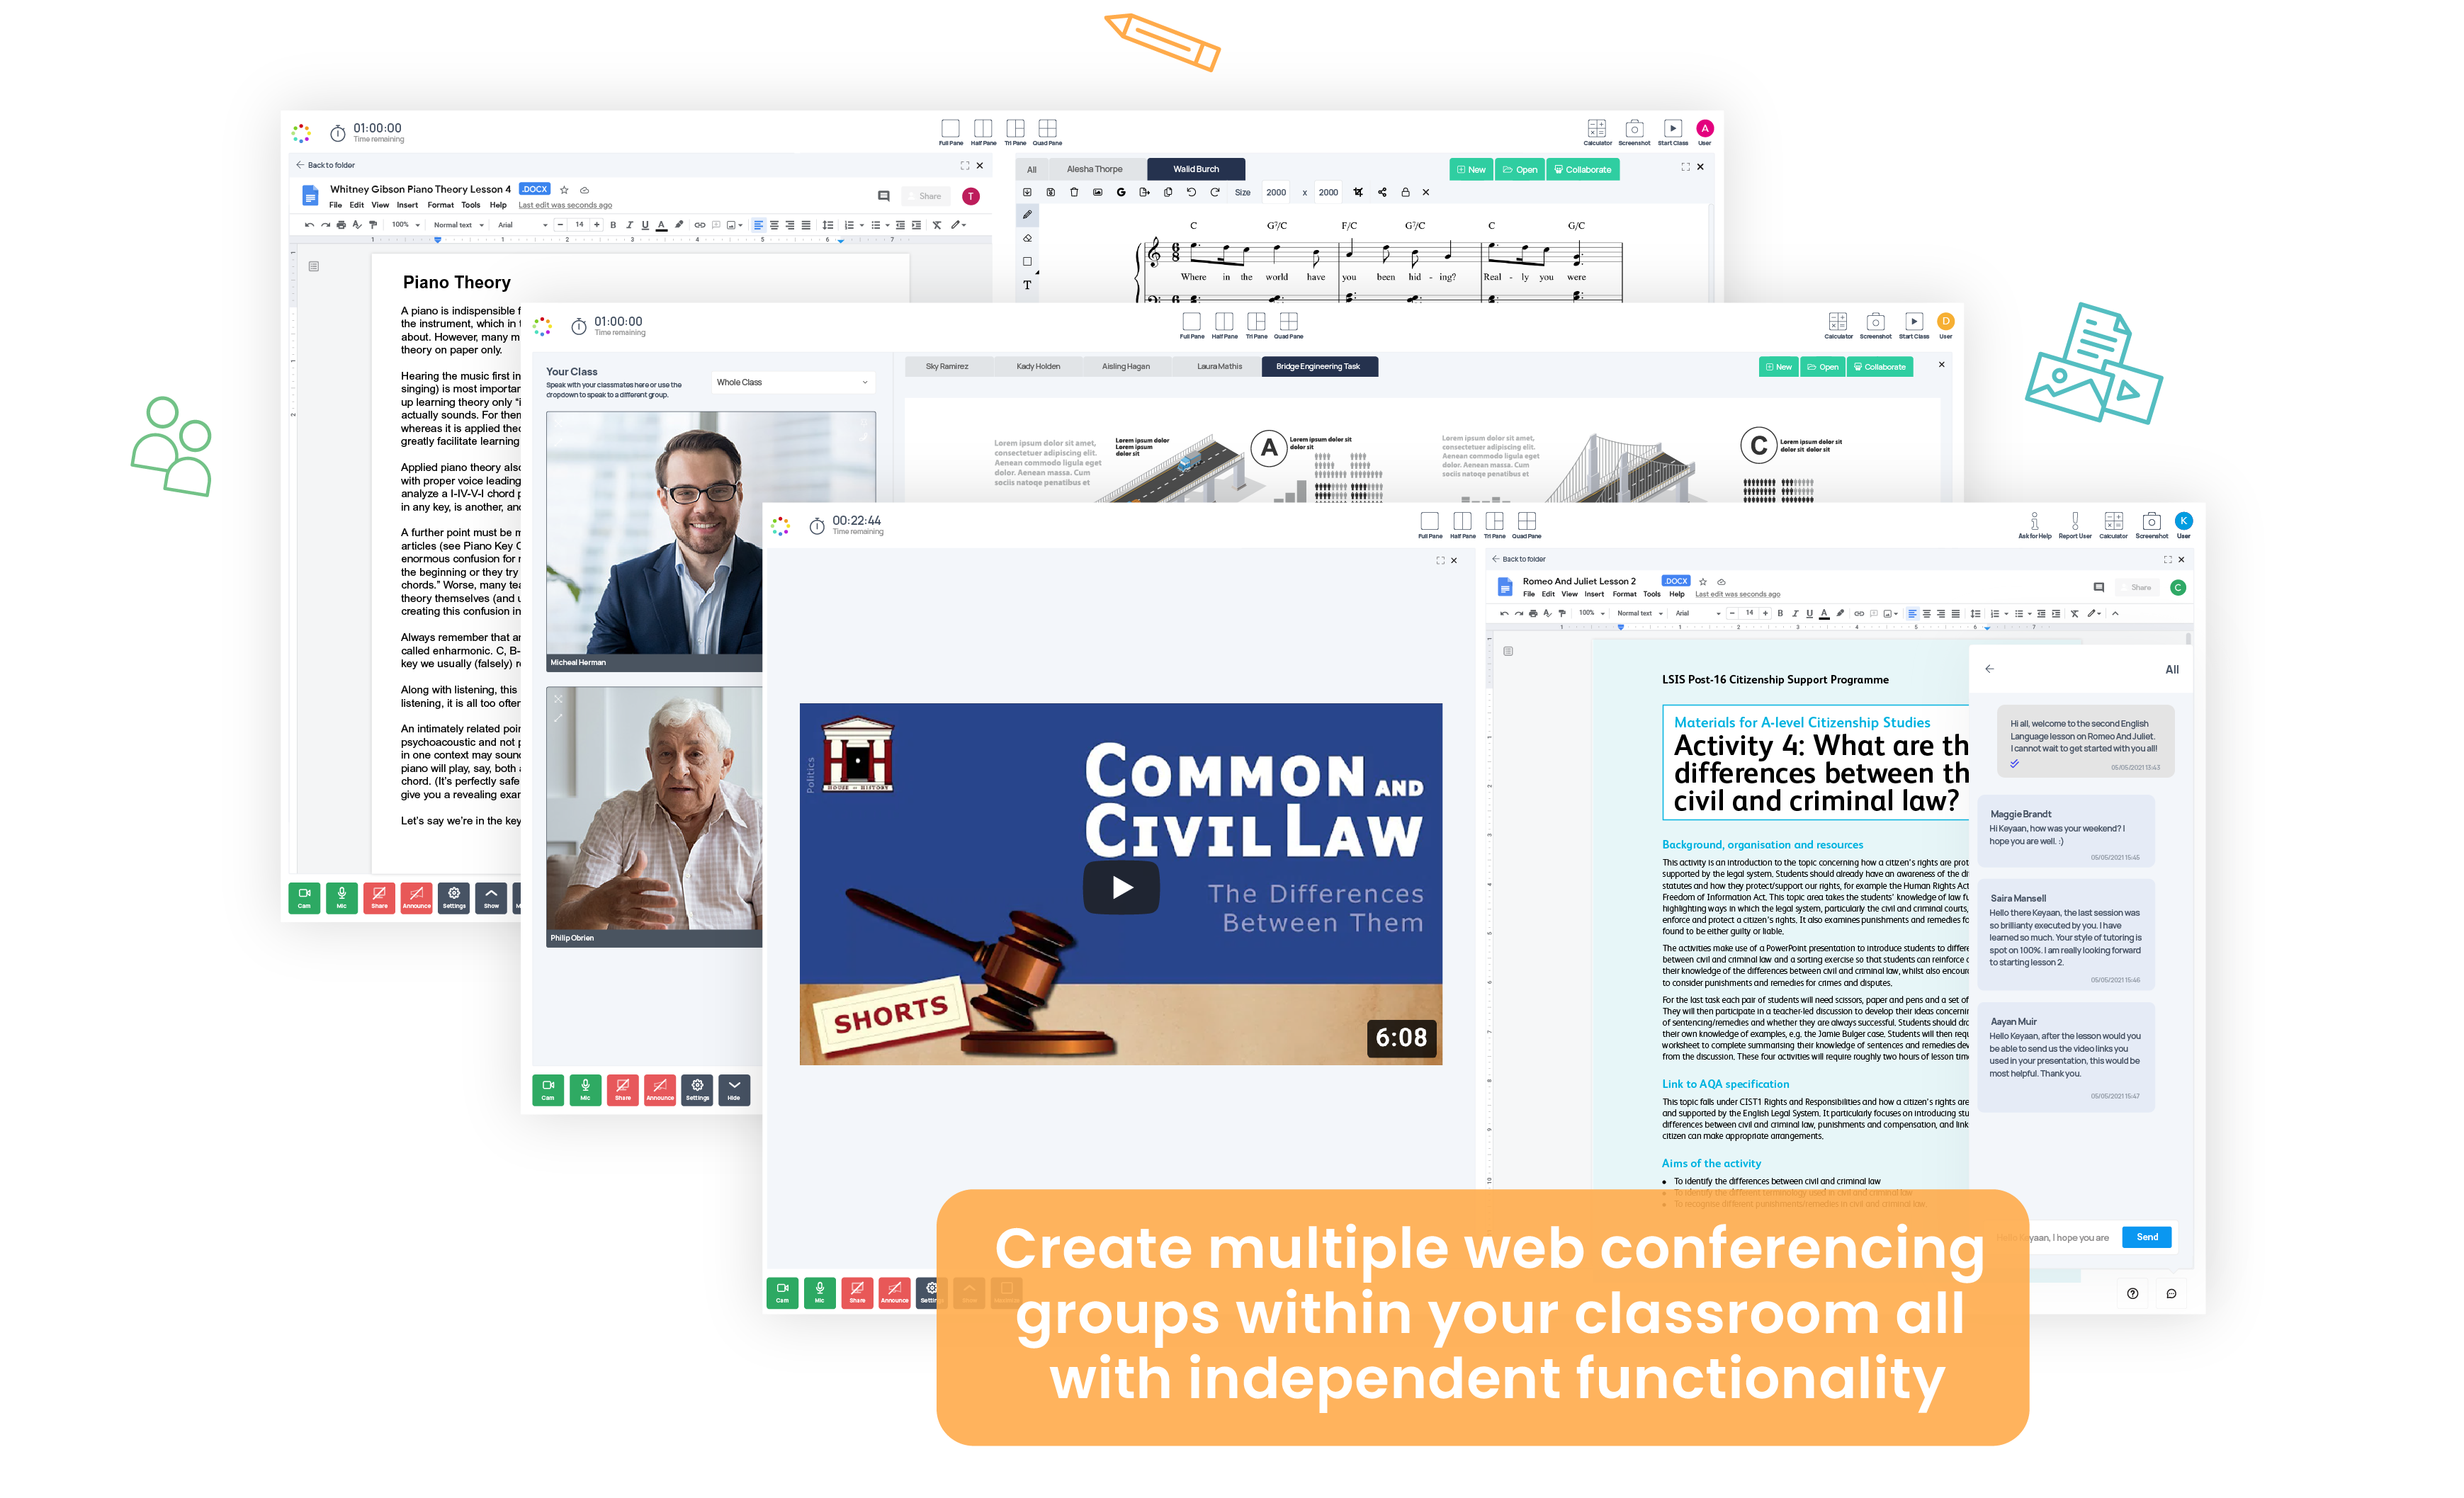 01:00:00
Time remaining
Full Pane Half Pane Tri Pane Quad Pane
Calculator Screenshot Start Class User
A
Back to folder
Whitney Gibson Piano Theory Lesson 4 .DOCX
File Edit View Insert Format Tools Help Last edit was seconds ago
Share
T
100% Normal text Arial 14 B I U A
Piano Theory
A piano is indispensible f
the instrument, which in t
about. However, many m
theory on paper only.
Hearing the music first in
singing) is most importan
up learning theory only "i
actually sounds. For then
whereas it is applied theo
greatly facilitate learning
Applied piano theory also
with proper voice leading
analyze a I-IV-V-I chord p
in any key, is another, and
A further point must be m
articles (see Piano Key C
enormous confusion for r
the beginning or they try
chords." Worse, many tea
theory themselves (and u
creating this confusion in
Always remember that an
called enharmonic. C, B-
key we usually (falsely) re
Along with listening, this
listening, it is all too ofter
An intimately related poin
psychoacoustic and not p
in one context may sound
piano will play, say, both a
chord. (It's perfectly safe
give you a revealing exar
Let's say we're in the key
Cam Mic Share Announce Settings Show
All Alesha Thorpe Walid Burch
New Open Collaborate
Size 2000 x 2000
T
C G7/C F/C G7/C C G/C
Where in the world have you been hid - ing? Real - ly you were
01:00:00
Time remaining
Full Pane Half Pane Tri Pane Quad Pane
Calculator Screenshot Start Class User
D
Your Class
Speak with your classmates here or use the
dropdown to speak to a different group.
Whole Class
Micheal Herman
Philip Obrien
Cam Mic Share Announce Settings Hide
Sky Ramirez Kady Holden Aisling Hagan Laura Mathis Bridge Engineering Task
New Open Collaborate
Lorem ipsum dolor sit amet,
consectetuer adipiscing elit.
Aenean commodo ligula eget
dolor. Aenean massa. Cum
sociis natoqe penatibus et
Lorem ipsum dolor
Lorem ipsum
dolor sit
A
Lorem ipsum dolor sit
dolor sit
Lorem ipsum dolor sit amet,
consectetuer adipiscing elit.
Aenean commodo ligula eget
dolor. Aenean massa. Cum
sociis natoqe penatibus et
C
Lorem ipsum dolor sit
dolor sit dolor sit
00:22:44
Time remaining
Full Pane Half Pane Tri Pane Quad Pane
Ask for Help Report User Calculator Screenshot User
K
Politics
HOUSE OF HISTORY
COMMON AND
CIVIL LAW
The Differences
Between Them
SHORTS
6:08
Cam Mic Share Announce Settings
Back to folder
Romeo And Juliet Lesson 2 .DOCX
File Edit View Insert Format Tools Help Last edit was seconds ago
Share
C
100% Normal text Arial 14 B I U A
LSIS Post-16 Citizenship Support Programme
Materials for A-level Citizenship Studies
Activity 4: What are th
differences between th
civil and criminal law?
Background, organisation and resources
This activity is an introduction to the topic concerning how a citizen's rights are prot
supported by the legal system. Students should already have an awareness of the di
statutes and how they protect/support our rights, for example the Human Rights Act
Freedom of Information Act, This topic area takes the students' knowledge of law fu
highlighting ways in which the legal system, particularly the civil and criminal courts,
enforce and protect a citizen's rights. It also examines punishments and remedies fo
found to be either guilty or liable.
The activities make use of a PowerPoint presentation to introduce students to differe
between civil and criminal law and a sorting exercise so that students can reinforce c
their knowledge of the differences between civil and criminal law, whilst also encoura
to consider punishments and remedies for crimes and disputes.
For the last task each pair of students will need scissors, paper and pens and a set of
They will then participate in a teacher-led discussion to develop their ideas concernin
of sentencing/remedies and whether they are always successful. Students should dro
their own knowledge of examples, e.g. the Jamie Bulger case. Students will then requ
worksheet to complete summarising their knowledge of sentences and remedies dev
from the discussion. These four activities will require roughly two hours of lesson time
Link to AQA specification
This topic falls under CIST1 Rights and Responsibilities and how a citizen's rights are
and supported by the English Legal System. It particularly focuses on introducing stu
differences between civil and criminal law, punishments and compensation, and link
citizen can make appropriate arrangements.
Aims of the activity
• To identify the differences between civil and criminal law
• To identify the different terminology used in civil and criminal law
• To recognise different punishments/remedies in civil and criminal law.
All
Hi all, welcome to the second English
Language lesson on Romeo And Juliet.
I cannot wait to get started with you all!
05/05/2021 15:43
Maggie Brandt
Hi Keyaan, how was your weekend? I
hope you are well. :)
05/05/2021 15:45
Saira Mansell
Hello there Keyaan, the last session was
so brilliantly executed by you. I have
learned so much. Your style of tutoring is
spot on 100%. I am really looking forward
to starting lesson 2.
05/05/2021 15:46
Aayan Muir
Hello Keyaan, after the lesson would you
be able to send us the video links you
used in your presentation, this would be
most helpful. Thank you.
05/05/2021 15:47
Hello Keyaan, I hope you are
Send
Create multiple web conferencing
groups within your classroom all
with independent functionality